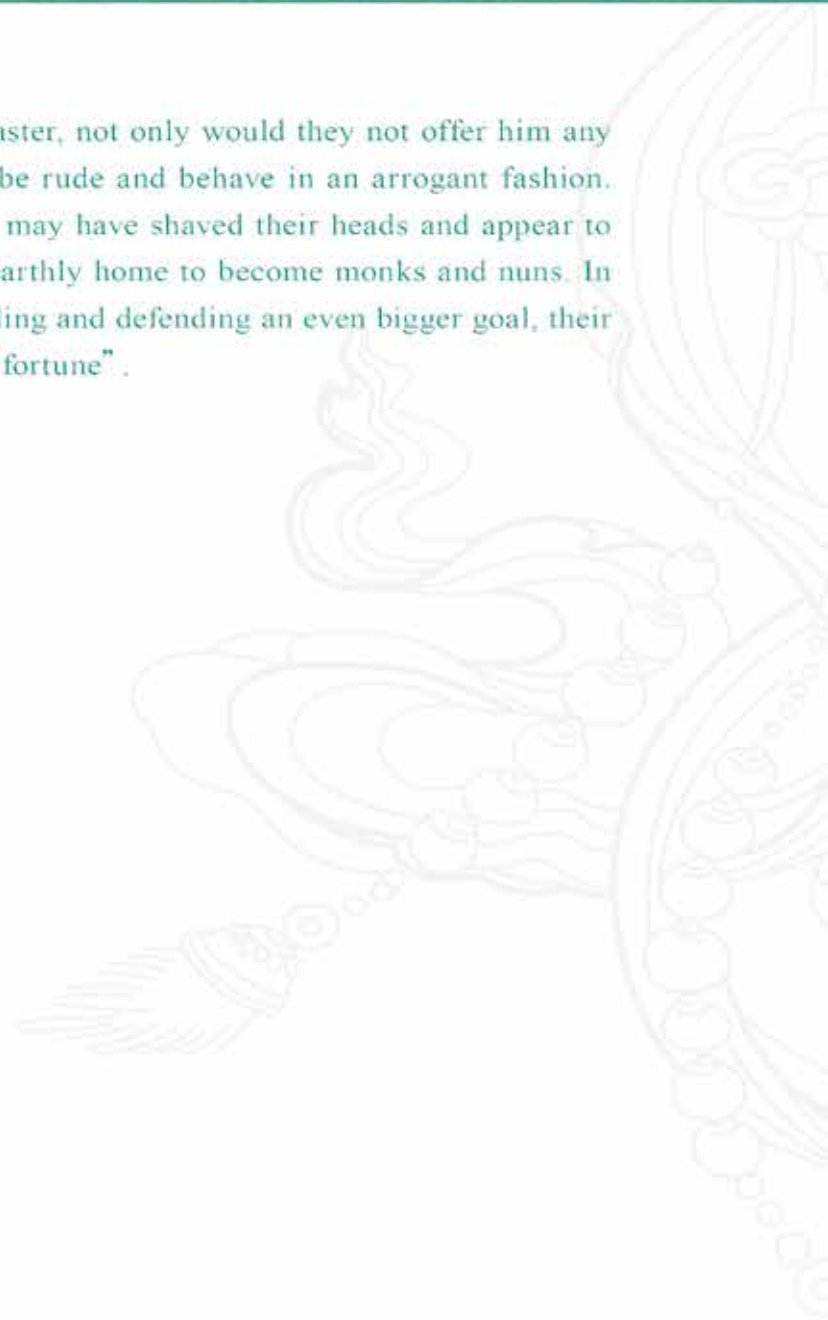 aster, not only would they not offer him any
be rude and behave in an arrogant fashion.
may have shaved their heads and appear to
arthly home to become monks and nuns. In
ling and defending an even bigger goal, their
fortune” .